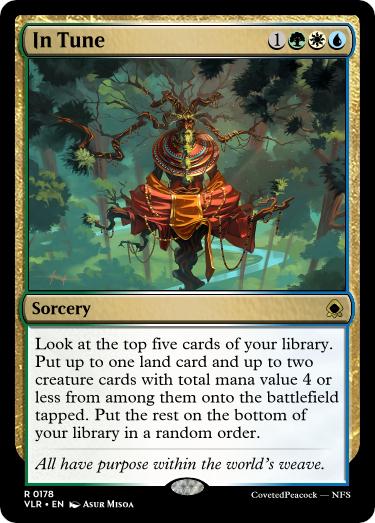 In Tune 1
Sorcery
Look at the top five cards of your library.
Put up to one land card and up to two
creature cards with total mana value 4 or
less from among them onto the battlefield
tapped. Put the rest on the bottom of
your library in a random order.
All have purpose within the world's weave.
R 0178
VLR • EN Asur Misoa
CovetedPeacock — NFS